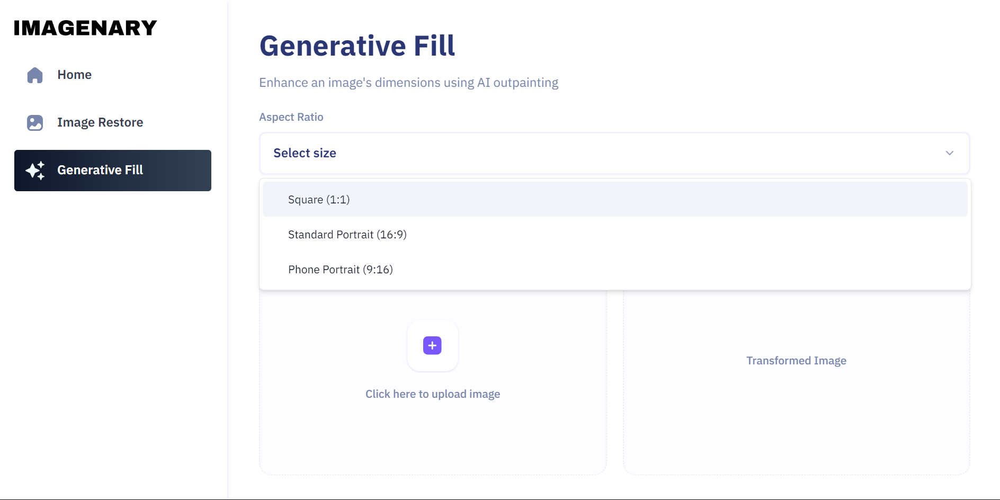 IMAGENARY
Home
Image Restore
Generative Fill
Generative Fill
Enhance an image's dimensions using AI outpainting
Aspect Ratio
Select size
Square (1:1)
Standard Portrait (16:9)
Phone Portrait (9:16)
Click here to upload image
Transformed Image